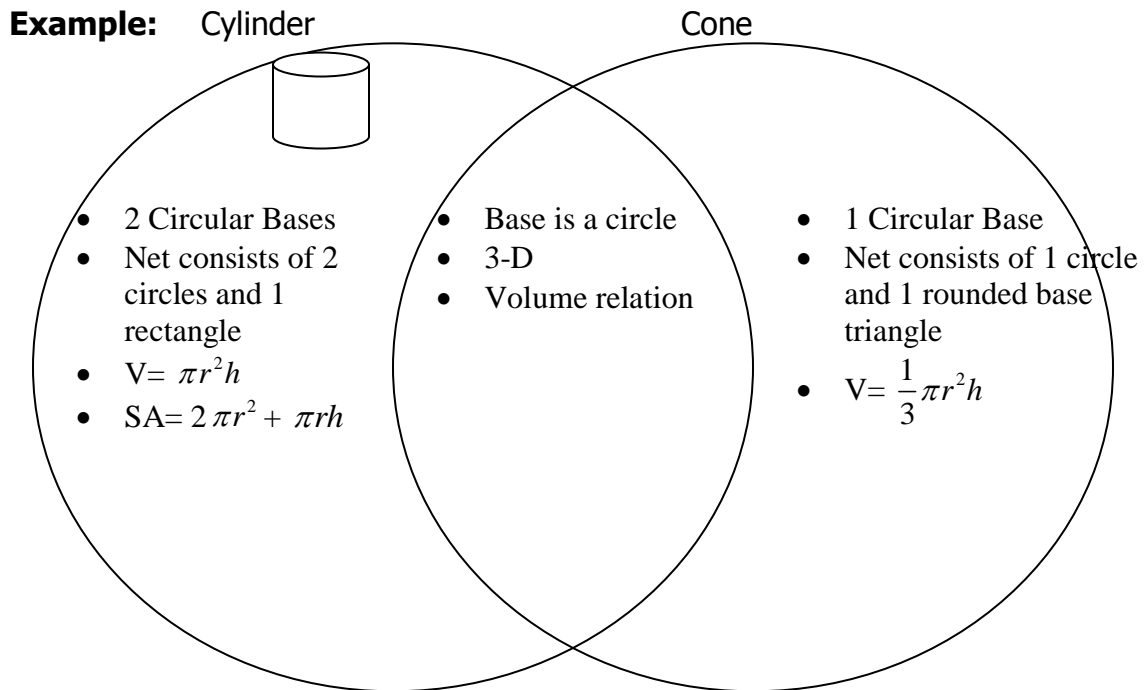 Example: Cylinder Cone
• 2 Circular Bases
• Net consists of 2
circles and 1
rectangle
• V= πr²h
• SA= 2πr² + πrh
• Base is a circle
• 3-D
• Volume relation
• 1 Circular Base
• Net consists of 1 circle
and 1 rounded base
triangle
• V= 1/3 πr²h